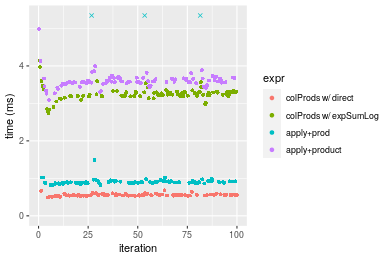 time (ms)
4
2
0
0
25
50
75
100
iteration
expr
colProds w/ direct
colProds w/ expSumLog
apply+prod
apply+product